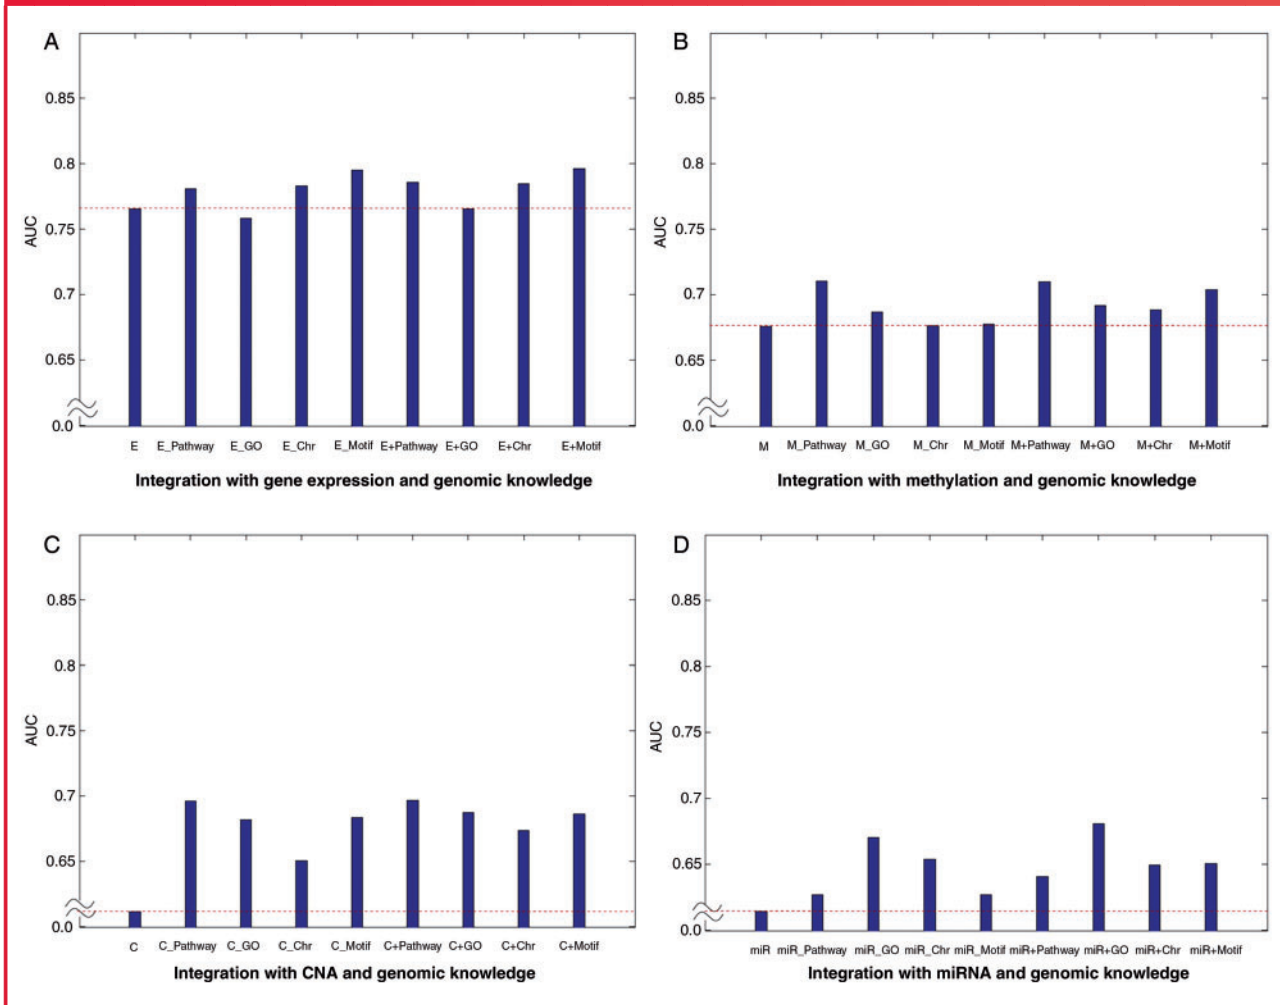 A
AUC
0.85
0.8
0.75
0.7
0.65
0.0
E E_Pathway E_GO E_Chr E_Motif E+Pathway E+GO E+Chr E+Motif
Integration with gene expression and genomic knowledge
B
AUC
0.85
0.8
0.75
0.7
0.65
0.0
M M_Pathway M_GO M_Chr M_Motif M+Pathway M+GO M+Chr M+Motif
Integration with methylation and genomic knowledge
C
AUC
0.85
0.8
0.75
0.7
0.65
0.0
C C_Pathway C_GO C_Chr C_Motif C+Pathway C+GO C+Chr C+Motif
Integration with CNA and genomic knowledge
D
AUC
0.85
0.8
0.75
0.7
0.65
0.0
miR miR_Pathway miR_GO miR_Chr miR_Motif miR+Pathway miR+GO miR+Chr miR+Motif
Integration with miRNA and genomic knowledge